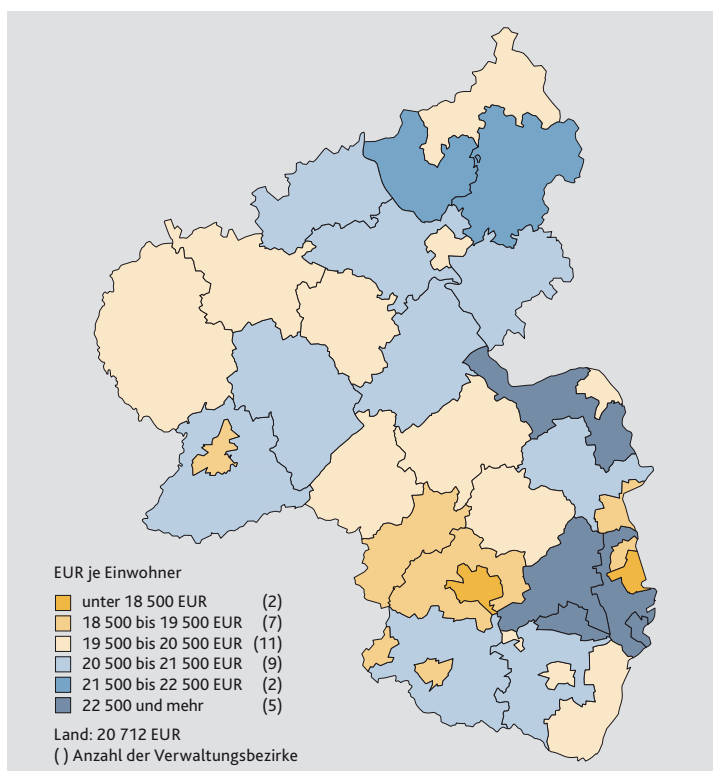 EUR je Einwohner
unter 18 500 EUR (2)
18 500 bis 19 500 EUR (7)
19 500 bis 20 500 EUR (11)
20 500 bis 21 500 EUR (9)
21 500 bis 22 500 EUR (2)
22 500 und mehr (5)
Land: 20 712 EUR
( ) Anzahl der Verwaltungsbezirke